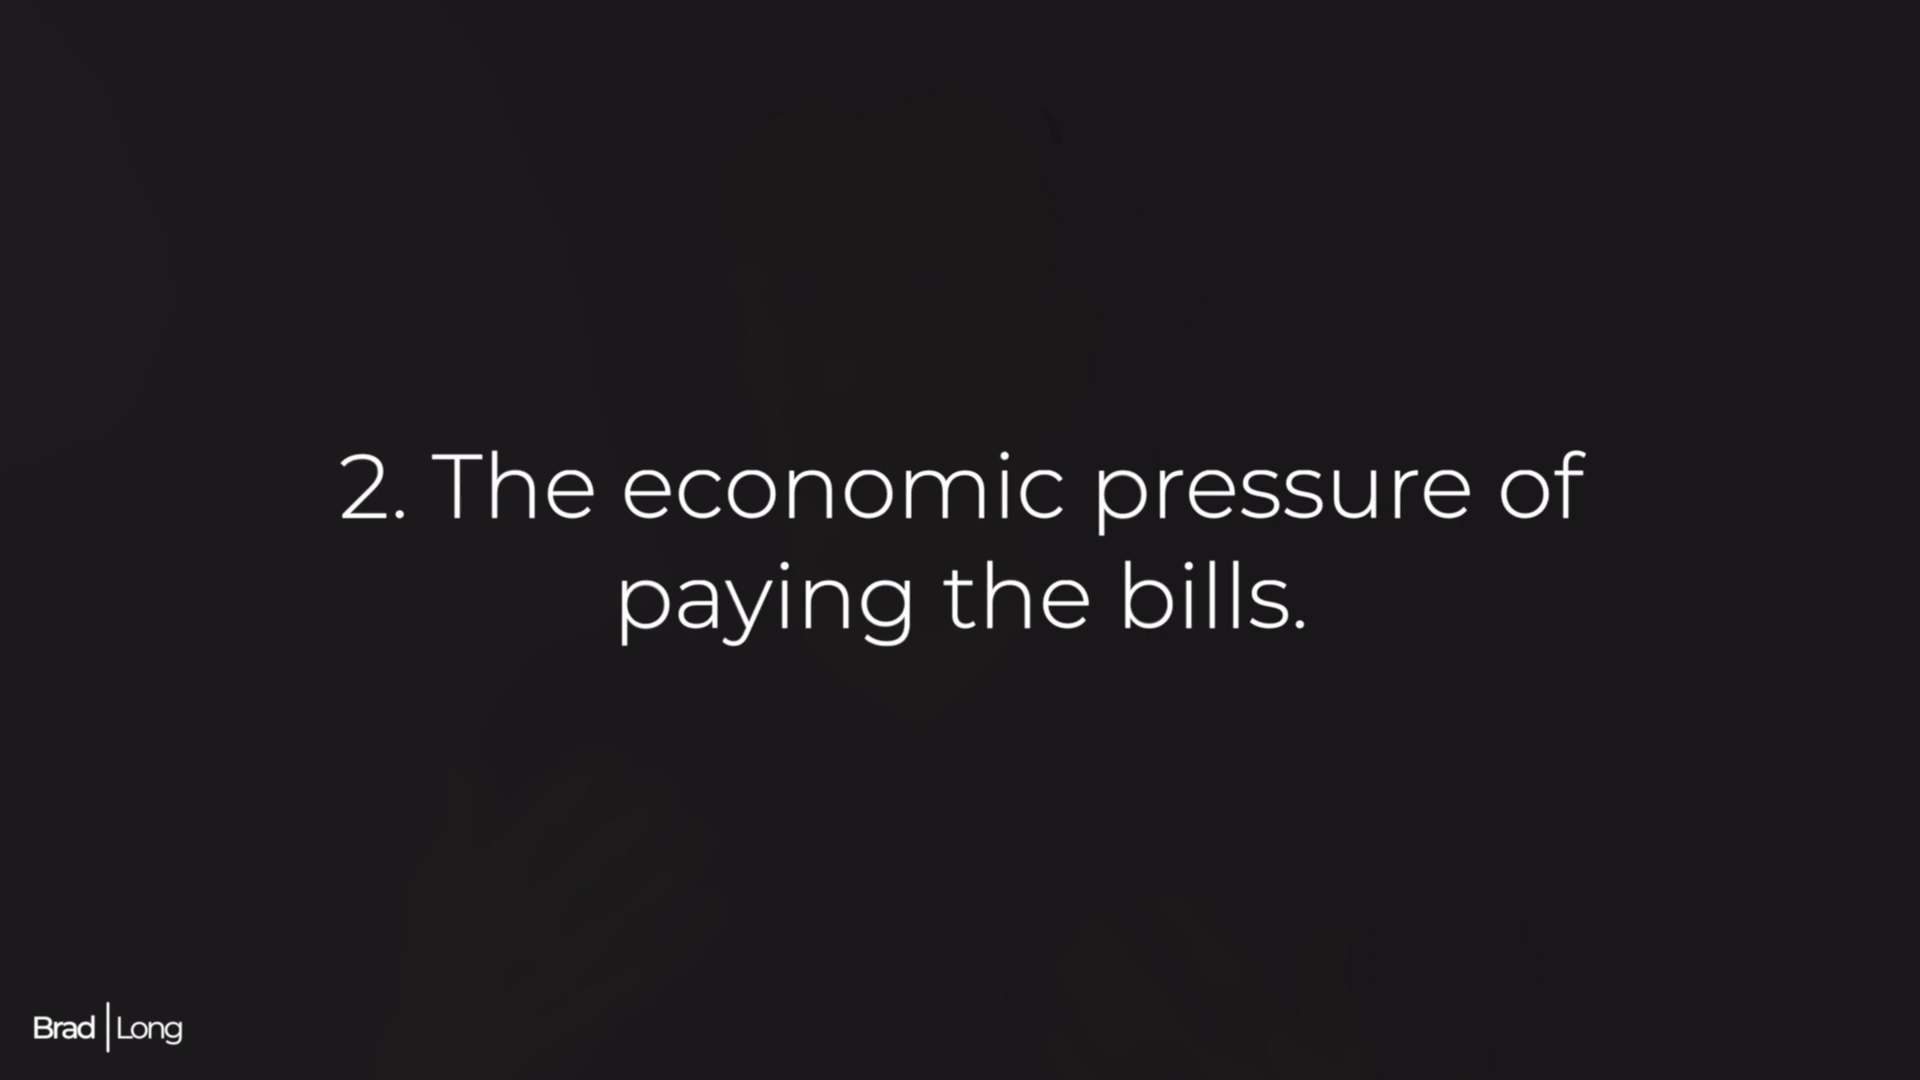 2. The economic pressure of
paying the bills.
Brad | Long